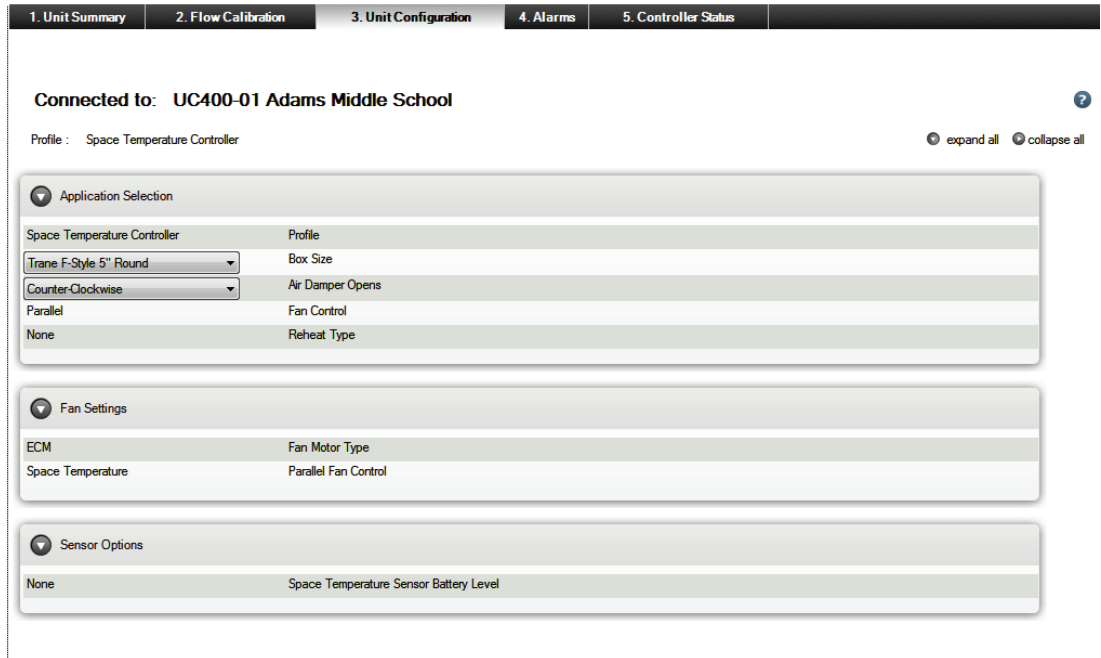 1. Unit Summary 2. Flow Calibration 3. Unit Configuration 4. Alarms 5. Controller Status
Connected to: UC400-01 Adams Middle School ?
Profile : Space Temperature Controller expand all collapse all
Application Selection
Space Temperature Controller Profile
Trane F-Style 5" Round Box Size
Counter-Clockwise Air Damper Opens
Parallel Fan Control
None Reheat Type
Fan Settings
ECM Fan Motor Type
Space Temperature Parallel Fan Control
Sensor Options
None Space Temperature Sensor Battery Level